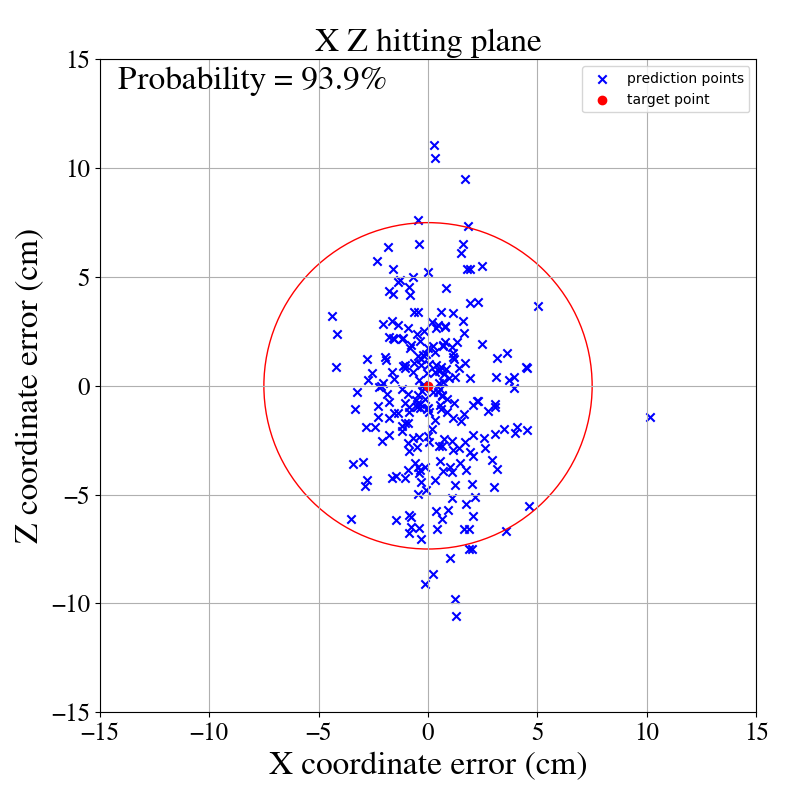 X Z hitting plane
Probability = 93.9%
prediction points
target point
15
10
5
0
−5
−10
−15
−15
−10
−5
0
5
10
15
Z coordinate error (cm)
X coordinate error (cm)